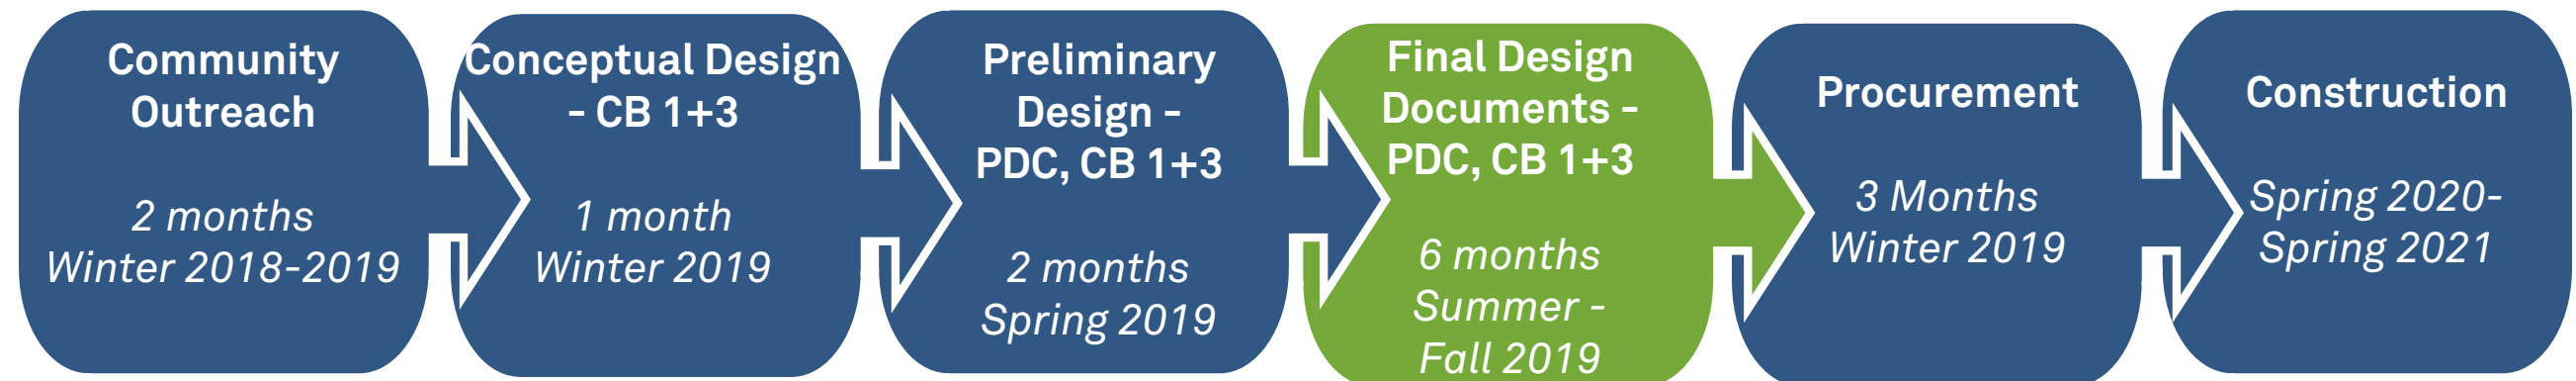 Community
Outreach
2 months
Winter 2018-2019
Conceptual Design
- CB 1+3
1 month
Winter 2019
Preliminary
Design -
PDC, CB 1+3
2 months
Spring 2019
Final Design
Documents -
PDC, CB 1+3
6 months
Summer -
Fall 2019
Procurement
3 Months
Winter 2019
Construction
Spring 2020-
Spring 2021